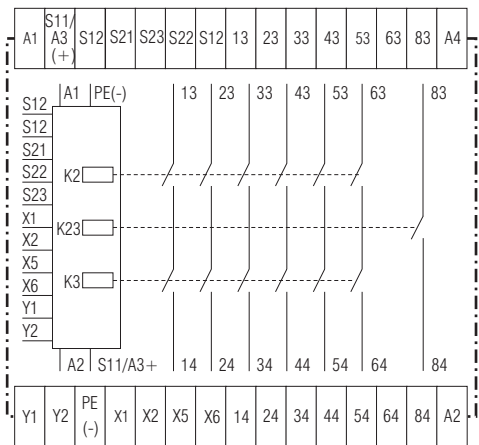 A1 S11/A3(+) S12 S21 S23 S22 S12 13 23 33 43 53 63 83 A4
A1 PE(-) 13 23 33 43 53 63 83
S12
S12
S21
S22
S23
X1
X2
X5
X6
Y1
Y2
K2
K23
K3
A2 S11/A3+ 14 24 34 44 54 64 84
Y1 Y2 PE(-) X1 X2 X5 X6 14 24 34 44 54 64 84 A2